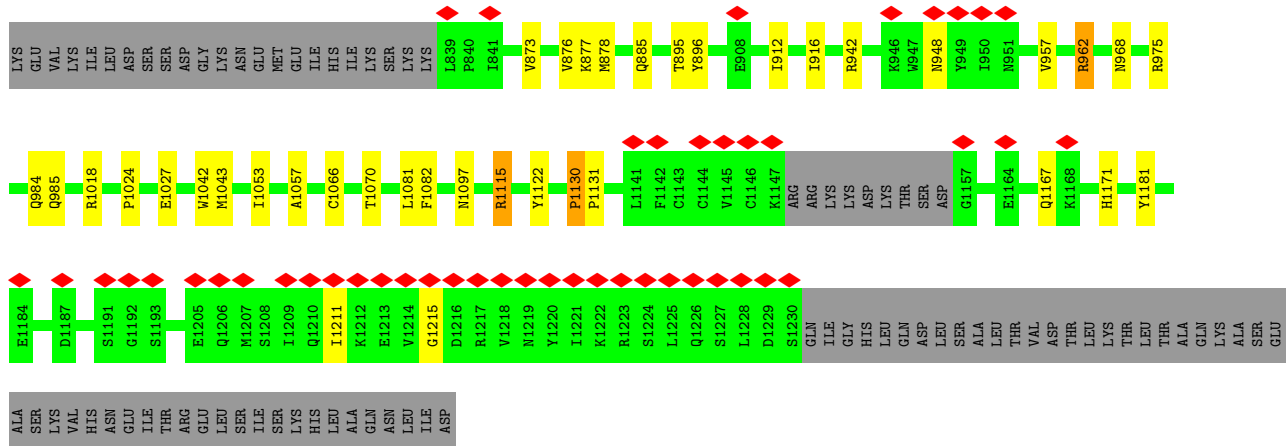 LYS GLU VAL LYS ILE LEU ASP SER SER ASP GLY LYS ASN GLU MET GLU ILE HIS ILE LYS SER LYS LYS L839 P840 I841 V873 V876 K877 M878 Q885 T895 Y896 E908 I912 I916 R942 K946 W947 N948 Y949 I950 N951 V957 R962 N968 R975
Q984 Q985 R1018 P1024 E1027 W1042 M1043 I1053 A1057 C1066 T1070 L1081 F1082 N1097 R1115 Y1122 P1130 P1131 L1141 F1142 C1143 C1144 V1145 C1146 K1147 ARG ARG LYS LYS ASP LYS THR SER ASP G1157 E1164 Q1167 K1168 H1171 Y1181
E1184 D1187 S1191 G1192 S1193 E1205 Q1206 M1207 S1208 I1209 Q1210 I1211 K1212 E1213 V1214 G1215 D1216 R1217 V1218 N1219 Y1220 I1221 K1222 R1223 S1224 L1225 Q1226 S1227 L1228 D1229 S1230 GLN ILE GLY HIS LEU GLN ASP LEU SER ALA LEU THR VAL ASP THR LEU LYS THR LEU THR ALA GLN LYS ALA SER GLU
ALA SER LYS VAL HIS ASN GLU ILE THR ARG GLU LEU SER ILE SER LYS HIS LEU ALA GLN ASN LEU ILE ASP